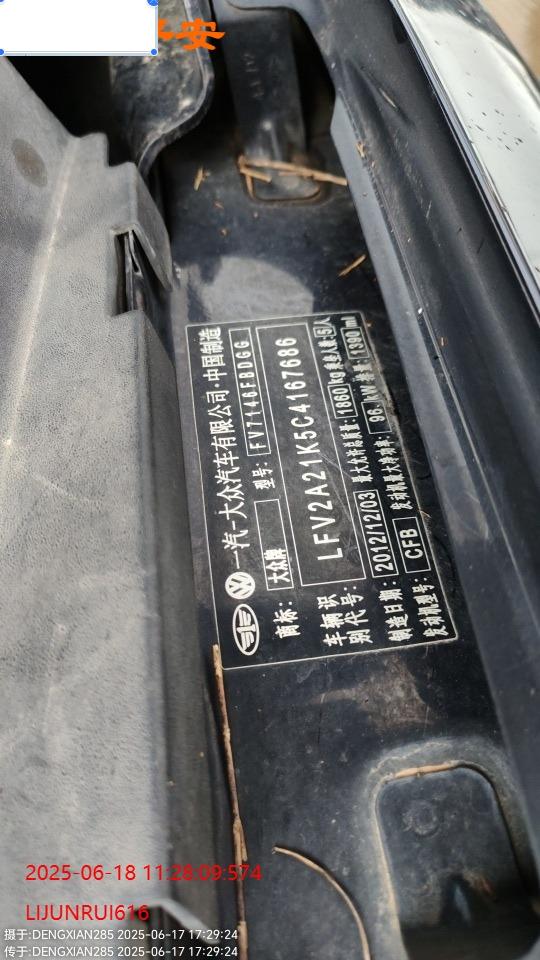 平安
一汽-大众汽车有限公司·中国制造
商标: 大众牌 型号: FV7146FBDGG
车辆识别代号: LFV2A21K5C4167686
制造日期: 2012/12/03 最大允许总质量: 1860 kg 乘坐人数: 5 人
发动机型号: CFB 发动机最大净功率: 96. kW 排量: 1390 ml
2025-06-18 11:28:09:574
LIJUNRUI616
摄于:DENGXIAN285 2025-06-17 17:29:24
传于:DENGXIAN285 2025-06-17 17:29:24